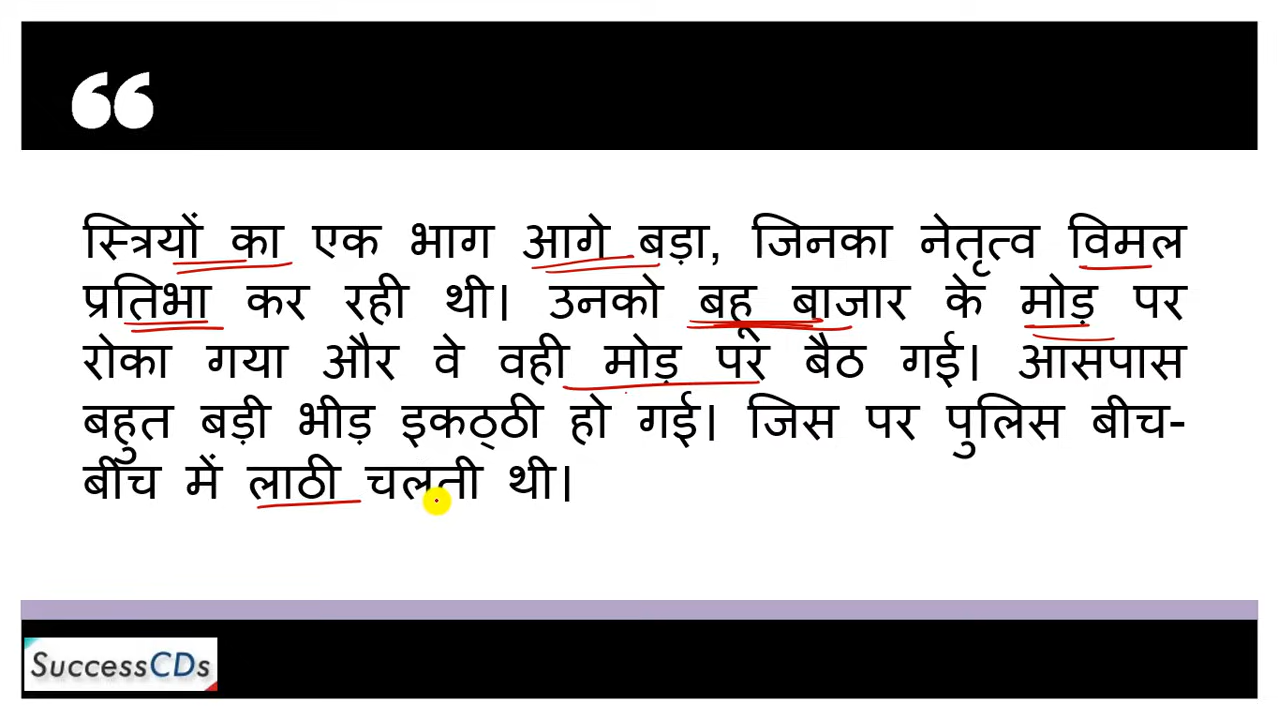 स्त्रियों का एक भाग आगे बड़ा, जिनका नेतृत्व विमल
प्रतिभा कर रही थी। उनको बहू बाजार के मोड़ पर
रोका गया और वे वही मोड़ पर बैठ गई। आसपास
बहुत बड़ी भीड़ इकठ्ठी हो गई। जिस पर पुलिस बीच-
बीच में लाठी चलती थी।
SuccessCDs